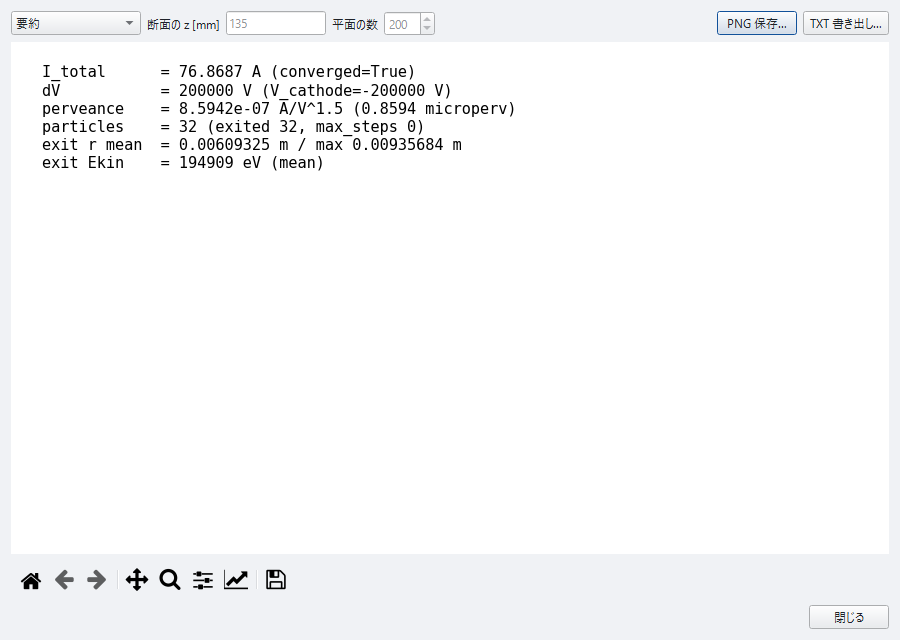 要約 断面の z [mm] 135 平面の数 200 PNG 保存... TXT 書き出し...
I_total = 76.8687 A (converged=True)
dV = 200000 V (V_cathode=-200000 V)
perveance = 8.5942e-07 A/V^1.5 (0.8594 microperv)
particles = 32 (exited 32, max_steps 0)
exit r mean = 0.00609325 m / max 0.00935684 m
exit Ekin = 194909 eV (mean)
閉じる